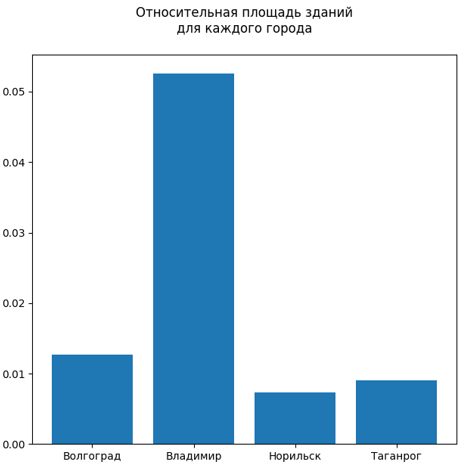 Относительная площадь зданий
для каждого города
0.05
0.04
0.03
0.02
0.01
0.00
Волгоград Владимир Норильск Таганрог